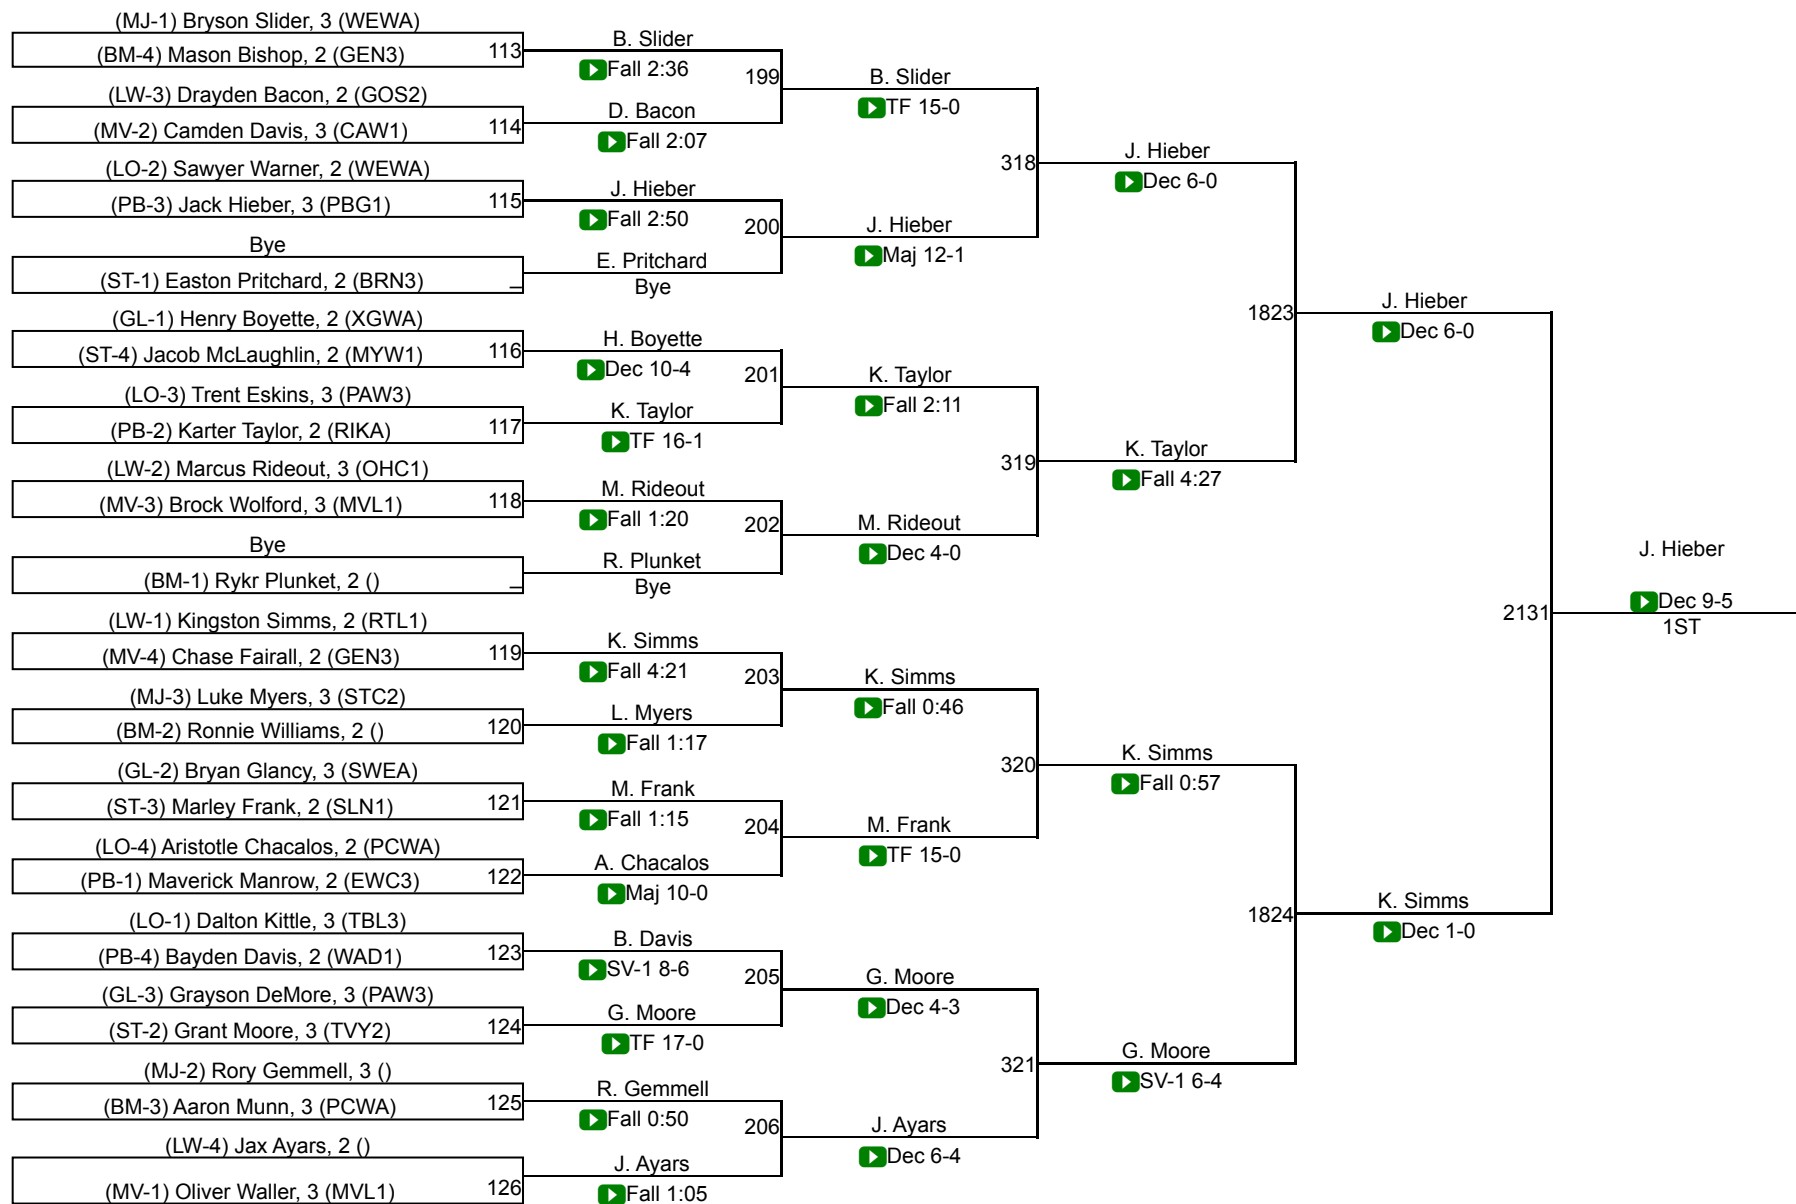 (MJ-1) Bryson Slider, 3 (WEWA)
(BM-4) Mason Bishop, 2 (GEN3)
113
(LW-3) Drayden Bacon, 2 (GOS2)
(MV-2) Camden Davis, 3 (CAW1)
114
(LO-2) Sawyer Warner, 2 (WEWA)
(PB-3) Jack Hieber, 3 (PBG1)
115
Bye
(ST-1) Easton Pritchard, 2 (BRN3)
_
(GL-1) Henry Boyette, 2 (XGWA)
(ST-4) Jacob McLaughlin, 2 (MYW1)
116
(LO-3) Trent Eskins, 3 (PAW3)
(PB-2) Karter Taylor, 2 (RIKA)
117
(LW-2) Marcus Rideout, 3 (OHC1)
(MV-3) Brock Wolford, 3 (MVL1)
118
Bye
(BM-1) Rykr Plunket, 2 ()
_
(LW-1) Kingston Simms, 2 (RTL1)
(MV-4) Chase Fairall, 2 (GEN3)
119
(MJ-3) Luke Myers, 3 (STC2)
(BM-2) Ronnie Williams, 2 ()
120
(GL-2) Bryan Glancy, 3 (SWEA)
(ST-3) Marley Frank, 2 (SLN1)
121
(LO-4) Aristotle Chacalos, 2 (PCWA)
(PB-1) Maverick Manrow, 2 (EWC3)
122
(LO-1) Dalton Kittle, 3 (TBL3)
(PB-4) Bayden Davis, 2 (WAD1)
123
(GL-3) Grayson DeMore, 3 (PAW3)
(ST-2) Grant Moore, 3 (TVY2)
124
(MJ-2) Rory Gemmell, 3 ()
(BM-3) Aaron Munn, 3 (PCWA)
125
(LW-4) Jax Ayars, 2 ()
(MV-1) Oliver Waller, 3 (MVL1)
126
B. Slider
Fall 2:36
199
D. Bacon
Fall 2:07
J. Hieber
Fall 2:50
200
E. Pritchard
Bye
H. Boyette
Dec 10-4
201
K. Taylor
TF 16-1
M. Rideout
Fall 1:20
202
R. Plunket
Bye
K. Simms
Fall 4:21
203
L. Myers
Fall 1:17
M. Frank
Fall 1:15
204
A. Chacalos
Maj 10-0
B. Davis
SV-1 8-6
205
G. Moore
TF 17-0
R. Gemmell
Fall 0:50
206
J. Ayars
Fall 1:05
B. Slider
TF 15-0
318
J. Hieber
Maj 12-1
K. Taylor
Fall 2:11
319
M. Rideout
Dec 4-0
K. Simms
Fall 0:46
320
M. Frank
TF 15-0
G. Moore
Dec 4-3
321
J. Ayars
Dec 6-4
J. Hieber
Dec 6-0
1823
K. Taylor
Fall 4:27
K. Simms
Fall 0:57
1824
G. Moore
SV-1 6-4
J. Hieber
Dec 6-0
2131
K. Simms
Dec 1-0
J. Hieber
Dec 9-5
1ST